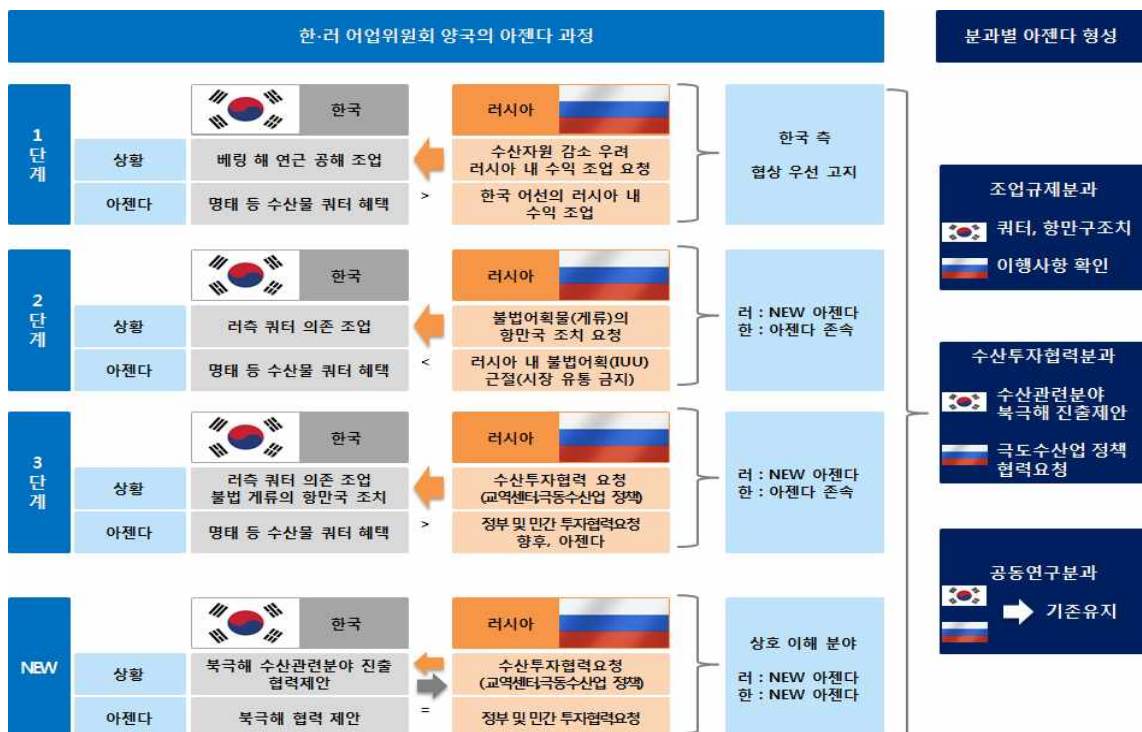 한·러 어업위원회 양국의 아젠다 과정
분과별 아젠다 형성
1
단
계
한국
러시아
상황
베링 해 연근 공해 조업
수산자원 감소 우려
러시아 내 수익 조업 요청
아젠다
명태 등 수산물 쿼터 혜택
>
한국 어선의 러시아 내
수익 조업
한국 측
협상 우선 고지
2
단
계
한국
러시아
상황
러측 쿼터 의존 조업
불법어획물(게류)의
항만국 조치 요청
아젠다
명태 등 수산물 쿼터 혜택
<
러시아 내 불법어획(IUU)
근절(시장 유통 금지)
러 : NEW 아젠다
한 : 아젠다 존속
3
단
계
한국
러시아
상황
러측 쿼터 의존 조업
불법 게류의 항만국 조치
수산투자협력 요청
(교역센터,극동수산업 정책)
아젠다
명태 등 수산물 쿼터 혜택
>
정부 및 민간 투자협력요청
향후, 아젠다
러 : NEW 아젠다
한 : 아젠다 존속
NEW
한국
러시아
상황
북극해 수산관련분야 진출
협력제안
수산투자협력요청
(교역센터,극동수산업 정책)
아젠다
북극해 협력 제안
=
정부 및 민간 투자협력요청
상호 이해 분야
러 : NEW 아젠다
한 : NEW 아젠다
조업규제분과
쿼터, 항만구조치
이행사항 확인
수산투자협력분과
수산관련분야
북극해 진출제안
극도수산업 정책
협력요청
공동연구분과
기존유지